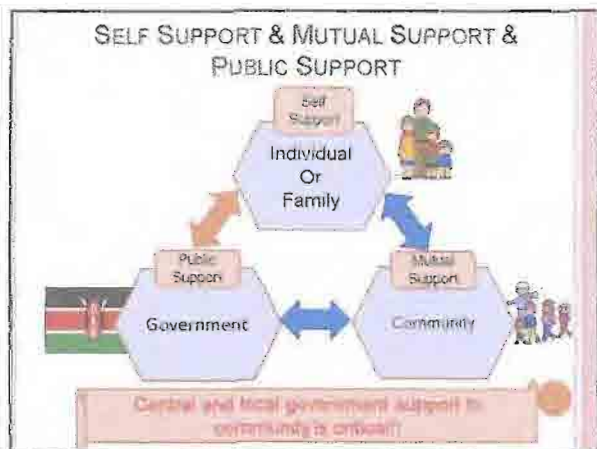 SELF SUPPORT & MUTUAL SUPPORT &
PUBLIC SUPPORT
Self
Support
Individual
Or
Family
Public
Support
Government
Mutual
Support
Community
Central and local government support to
community is critical!!